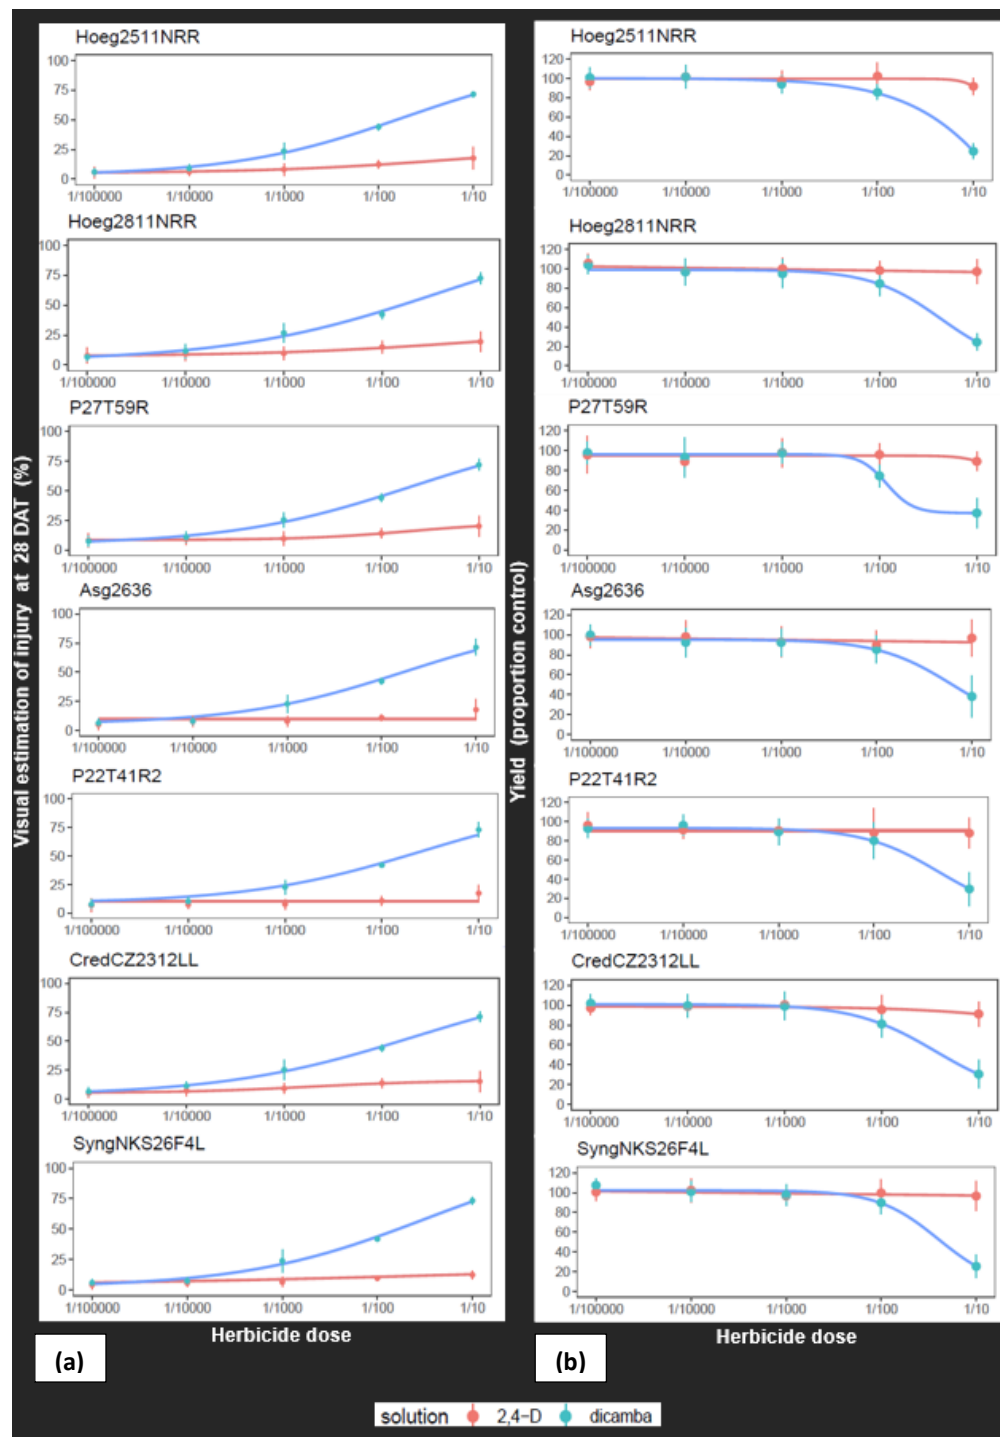 Visual estimation of injury at 28 DAT (%)
Hoeg2511NRR
100
75
50
25
0
1/100000 1/10000 1/1000 1/100 1/10
Hoeg2811NRR
100
75
50
25
0
1/100000 1/10000 1/1000 1/100 1/10
P27T59R
100
75
50
25
0
1/100000 1/10000 1/1000 1/100 1/10
Asg2636
100
75
50
25
0
1/100000 1/10000 1/1000 1/100 1/10
P22T41R2
100
75
50
25
0
1/100000 1/10000 1/1000 1/100 1/10
CredCZ2312LL
100
75
50
25
0
1/100000 1/10000 1/1000 1/100 1/10
SyngNKS26F4L
100
75
50
25
0
1/100000 1/10000 1/1000 1/100 1/10
Herbicide dose
(a)
Yield (proportion control)
Hoeg2511NRR
120
100
80
60
40
20
0
1/100000 1/10000 1/1000 1/100 1/10
Hoeg2811NRR
120
100
80
60
40
20
0
1/100000 1/10000 1/1000 1/100 1/10
P27T59R
120
100
80
60
40
20
0
1/100000 1/10000 1/1000 1/100 1/10
Asg2636
120
100
80
60
40
20
0
1/100000 1/10000 1/1000 1/100 1/10
P22T41R2
120
100
80
60
40
20
0
1/100000 1/10000 1/1000 1/100 1/10
CredCZ2312LL
120
100
80
60
40
20
0
1/100000 1/10000 1/1000 1/100 1/10
SyngNKS26F4L
120
100
80
60
40
20
0
1/100000 1/10000 1/1000 1/100 1/10
Herbicide dose
(b)
solution 2,4-D dicamba